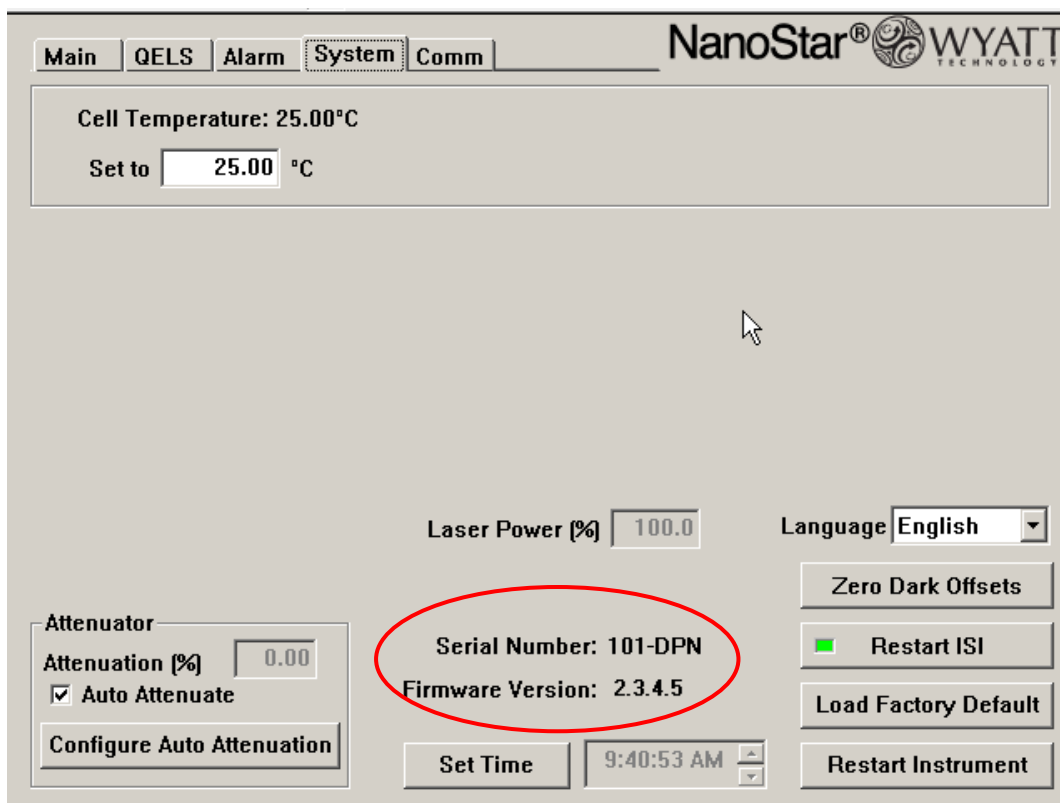 NanoStar® WYATT
TECHNOLOGY
Main QELS Alarm System Comm
Cell Temperature: 25.00°C
Set to 25.00 °C
Laser Power (%) 100.0
Language English
Zero Dark Offsets
Attenuator
Attenuation (%) 0.00
Auto Attenuate
Configure Auto Attenuation
Serial Number: 101-DPN
Firmware Version: 2.3.4.5
Restart ISI
Load Factory Default
Set Time 9:40:53 AM
Restart Instrument